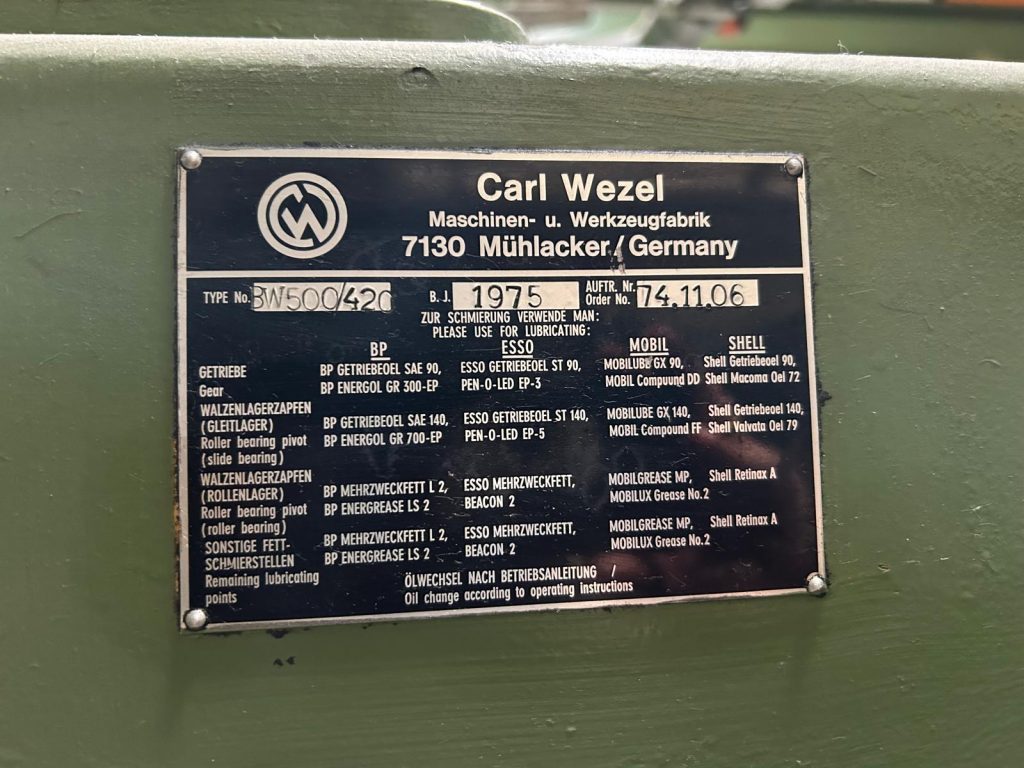 CW
Carl Wezel
Maschinen- u. Werkzeugfabrik
7130 Mühlacker/Germany
TYPE No. BW500/420 B. J. 1975 AUFTR. Nr. Order No. 74.11.06
ZUR SCHMIERUNG VERWENDE MAN:
PLEASE USE FOR LUBRICATING:
BP ESSO MOBIL SHELL
GETRIEBE BP GETRIEBEOEL SAE 90, ESSO GETRIEBEOEL ST 90, MOBILUBE GX 90, Shell Getriebeoel 90,
Gear BP ENERGOL GR 300-EP PEN-O-LED EP-3 MOBIL Compuund DD Shell Macoma Oel 72
WALZENLAGERZAPFEN
(GLEITLAGER) BP GETRIEBEOEL SAE 140, ESSO GETRIEBEOEL ST 140, MOBILUBE GX 140, Shell Getriebeoel 140,
Roller bearing pivot BP ENERGOL GR 700-EP PEN-O-LED EP-5 MOBIL Compound FF Shell Valvata Oel 79
(slide bearing)
WALZENLAGERZAPFEN
(ROLLENLAGER) BP MEHRZWECKFETT L 2, ESSO MEHRZWECKFETT, MOBILGREASE MP, Shell Retinax A
Roller bearing pivot BP ENERGREASE LS 2 BEACON 2 MOBILUX Grease No.2
(roller bearing)
SONSTIGE FETT- BP MEHRZWECKFETT L 2, ESSO MEHRZWECKFETT, MOBILGREASE MP, Shell Retinax A
SCHMIERSTELLEN BP ENERGREASE LS 2 BEACON 2 MOBILUX Grease No.2
Remaining lubricating
points
ÖLWECHSEL NACH BETRIEBSANLEITUNG /
Oil change according to operating instructions